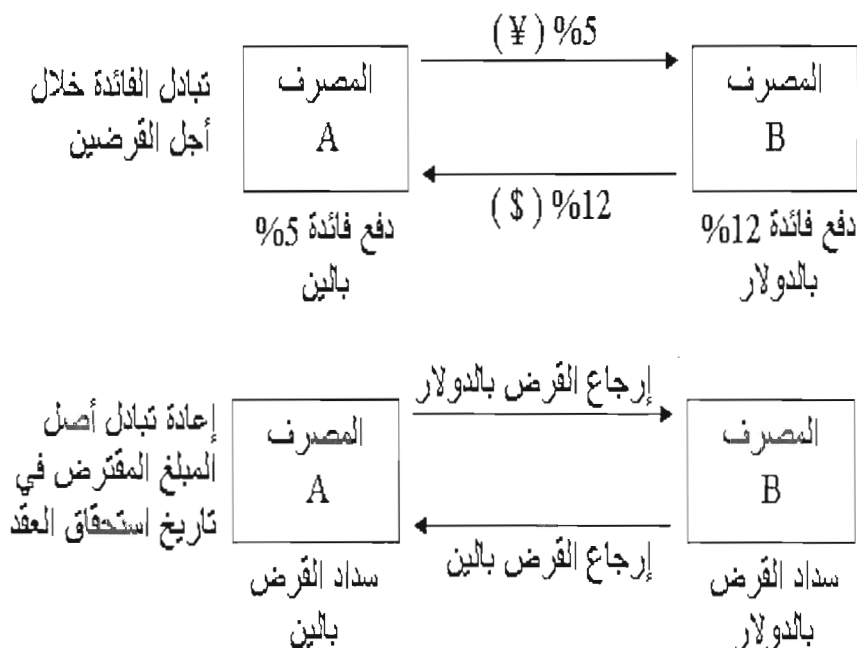 تبادل الفائدة خلال
أجل القرضين
المصرف
A
%5 (¥)
%12 ($)
المصرف
B
دفع فائدة 5%
بالين
دفع فائدة 12%
بالدولار
إعادة تبادل أصل
المبلغ المقترض في
تاريخ استحقاق العقد
المصرف
A
إرجاع القرض بالدولار
إرجاع القرض بالين
المصرف
B
سداد القرض
بالين
سداد القرض
بالدولار